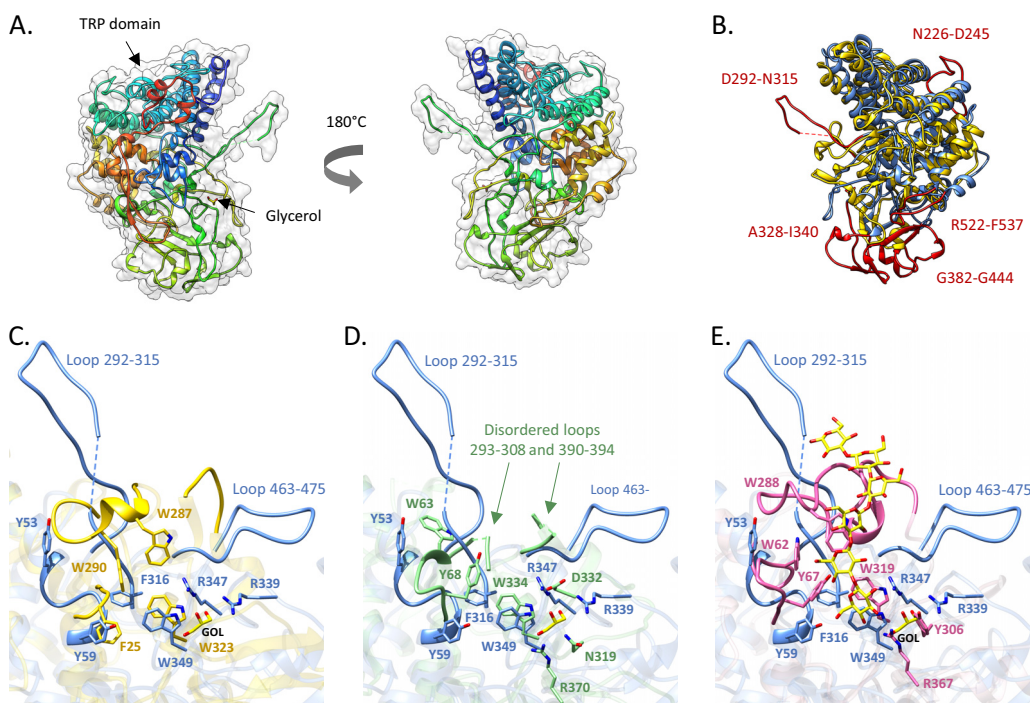 A.
TRP domain
180°C
Glycerol
B.
N226-D245
D292-N315
R522-F537
A328-I340
G382-G444
C.
Loop 292-315
Loop 463-475
W287
Y53
W290
F316
R347
R339
GOL
Y59
F25
W323
W349
D.
Loop 292-315
Disordered loops
293-308 and 390-394
Loop 463-
W63
Y53
Y68
W334
R347
D332
F316
R339
Y59
W349
N319
R370
E.
Loop 292-315
W288
Loop 463-475
Y53
W62
Y67
W319
R347
R339
F316
GOL
Y306
Y59
W349
R367